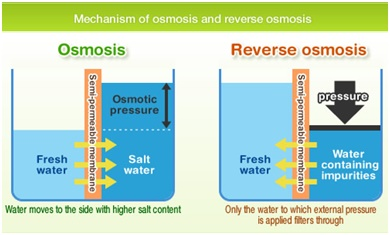 Mechanism of osmosis and reverse osmosis
Osmosis
Semi-permeable membrane
Osmotic
pressure
Fresh
water
Salt
water
Water moves to the side with higher salt content
Reverse osmosis
Semi-permeable membrane
pressure
Fresh
water
Water
containing
impurities
Only the water to which external pressure
is applied filters through